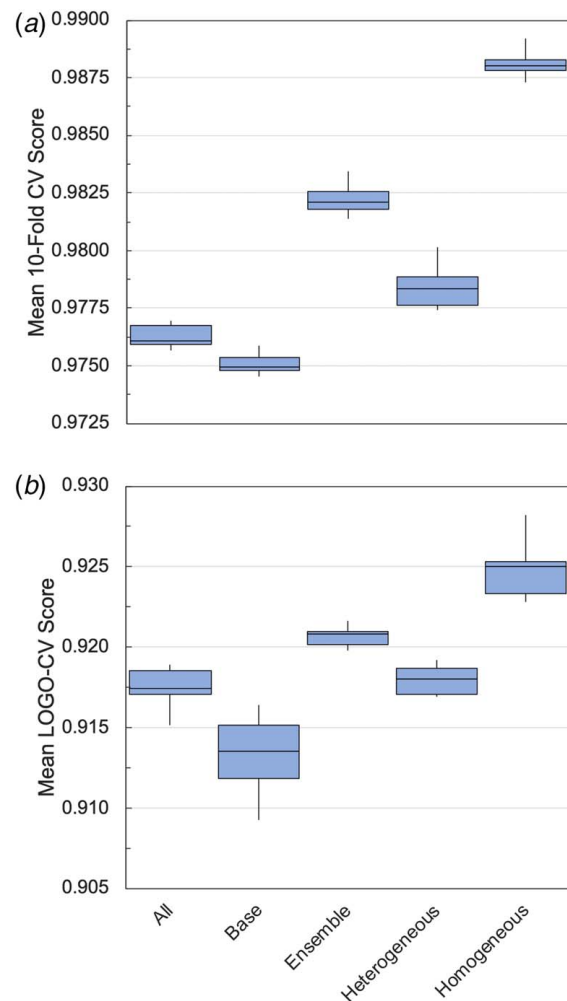 (a)
Mean 10-Fold CV Score
0.9900
0.9875
0.9850
0.9825
0.9800
0.9775
0.9750
0.9725
(b)
Mean LOGO-CV Score
0.930
0.925
0.920
0.915
0.910
0.905
All
Base
Ensemble
Heterogeneous
Homogeneous